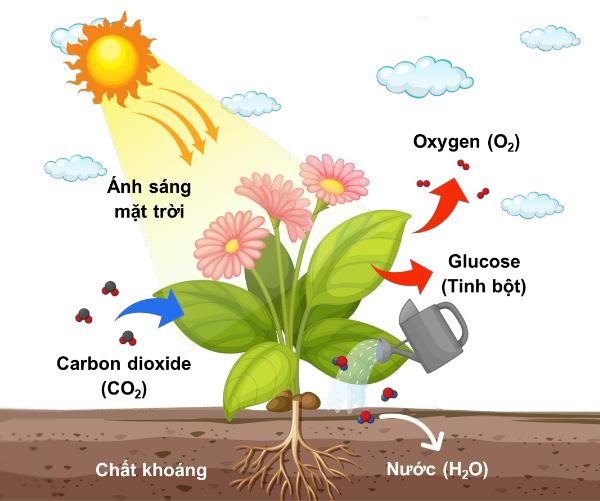 Oxygen (O₂)
Ánh sáng
mặt trời
Glucose
(Tinh bột)
Carbon dioxide
(CO₂)
Chất khoáng
Nước (H₂O)